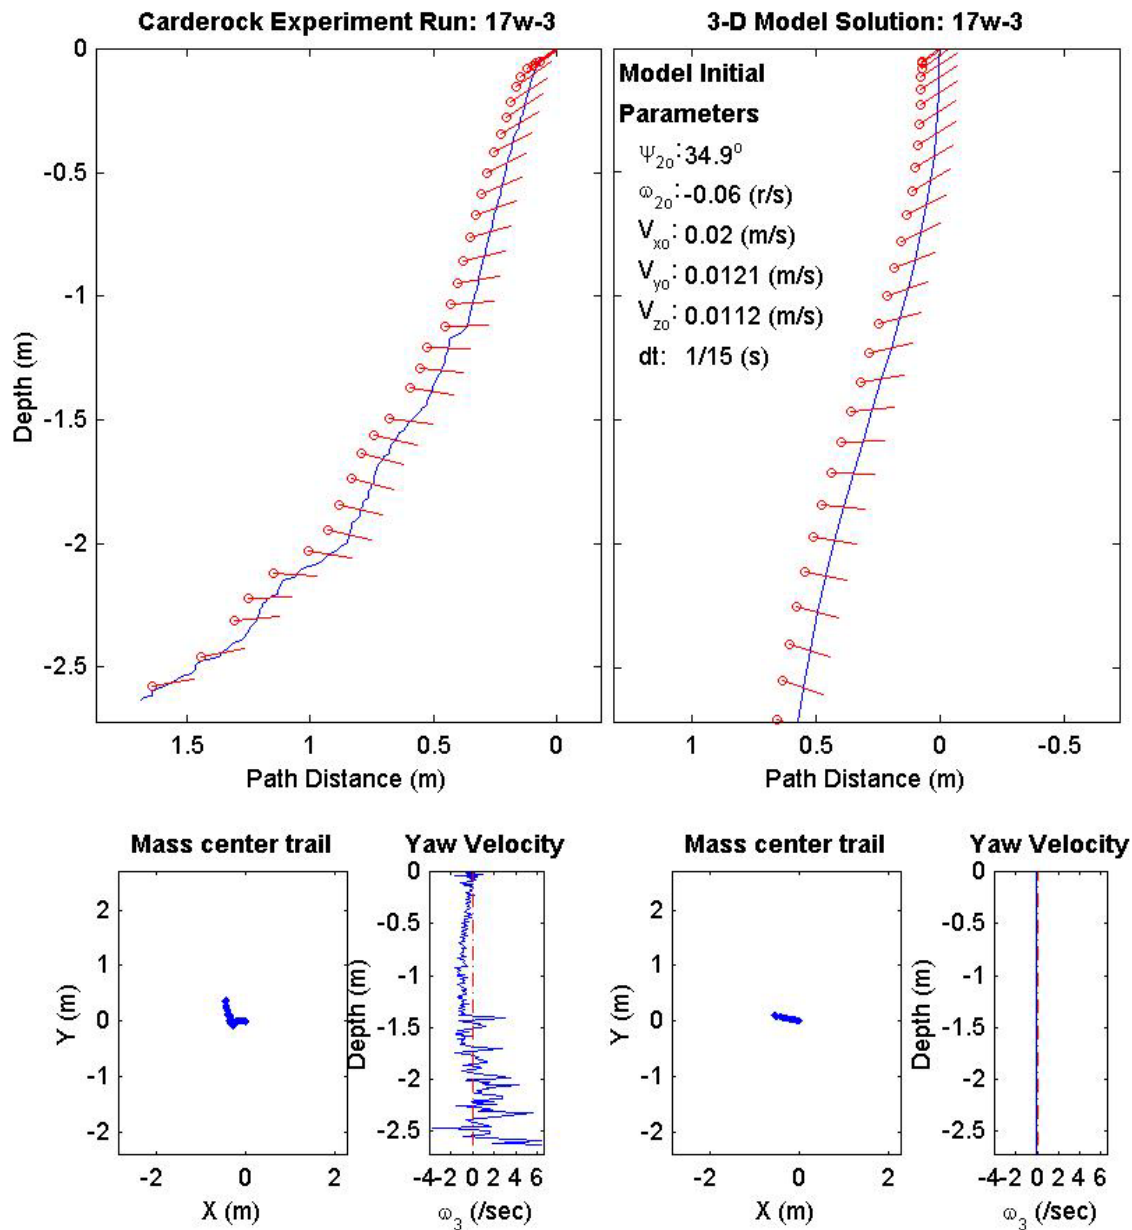 Carderock Experiment Run: 17w-3
0
-0.5
-1
-1.5
-2
-2.5
Depth (m)
1.5 1 0.5 0
Path Distance (m)
3-D Model Solution: 17w-3
Model Initial
Parameters
Ψ2o: 34.9o
ω2o: -0.06 (r/s)
Vxo: 0.02 (m/s)
Vyo: 0.0121 (m/s)
Vzo: 0.0112 (m/s)
dt: 1/15 (s)
1 0.5 0 -0.5
Path Distance (m)
Mass center trail
2
1
0
-1
-2
Y (m)
-2 0 2
X (m)
Yaw Velocity
0
-0.5
-1
-1.5
-2
-2.5
Depth (m)
-4-2 0 2 4 6
ω3 (/sec)
Mass center trail
2
1
0
-1
-2
Y (m)
-2 0 2
X (m)
Yaw Velocity
0
-0.5
-1
-1.5
-2
-2.5
Depth (m)
-4-2 0 2 4 6
ω3 (/sec)